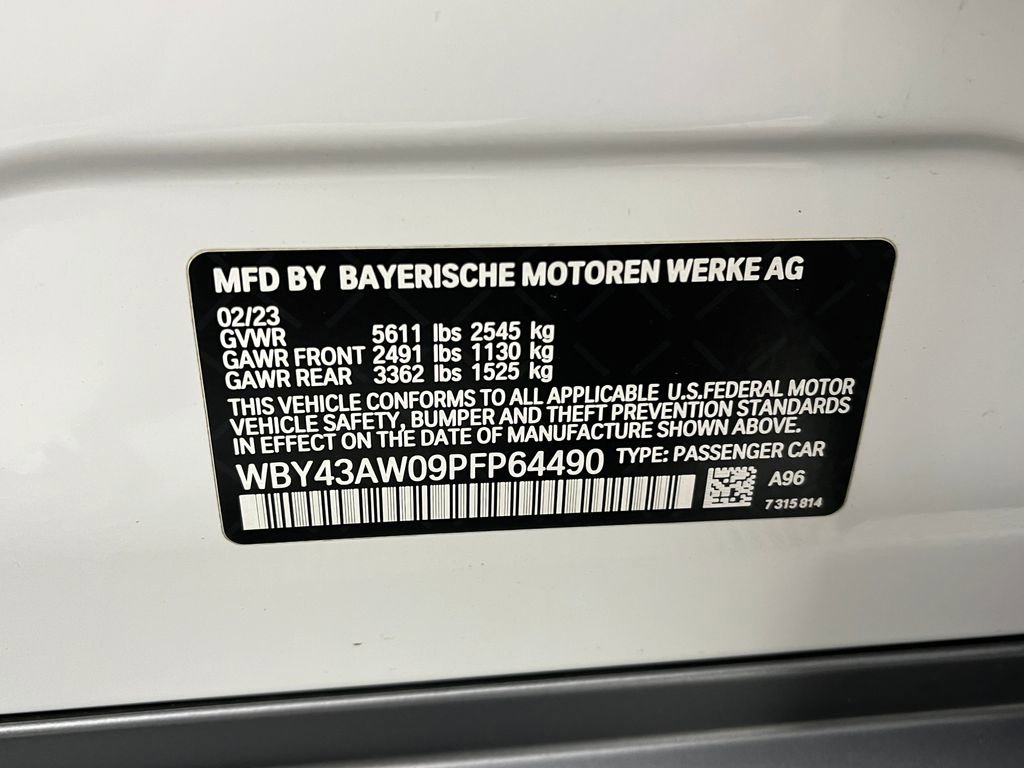 MFD BY BAYERISCHE MOTOREN WERKE AG
02/23
GVWR 5611 lbs 2545 kg
GAWR FRONT 2491 lbs 1130 kg
GAWR REAR 3362 lbs 1525 kg
THIS VEHICLE CONFORMS TO ALL APPLICABLE U.S.FEDERAL MOTOR
VEHICLE SAFETY, BUMPER AND THEFT PREVENTION STANDARDS
IN EFFECT ON THE DATE OF MANUFACTURE SHOWN ABOVE.
WBY43AW09PFP64490 TYPE: PASSENGER CAR
A96
7 315 814